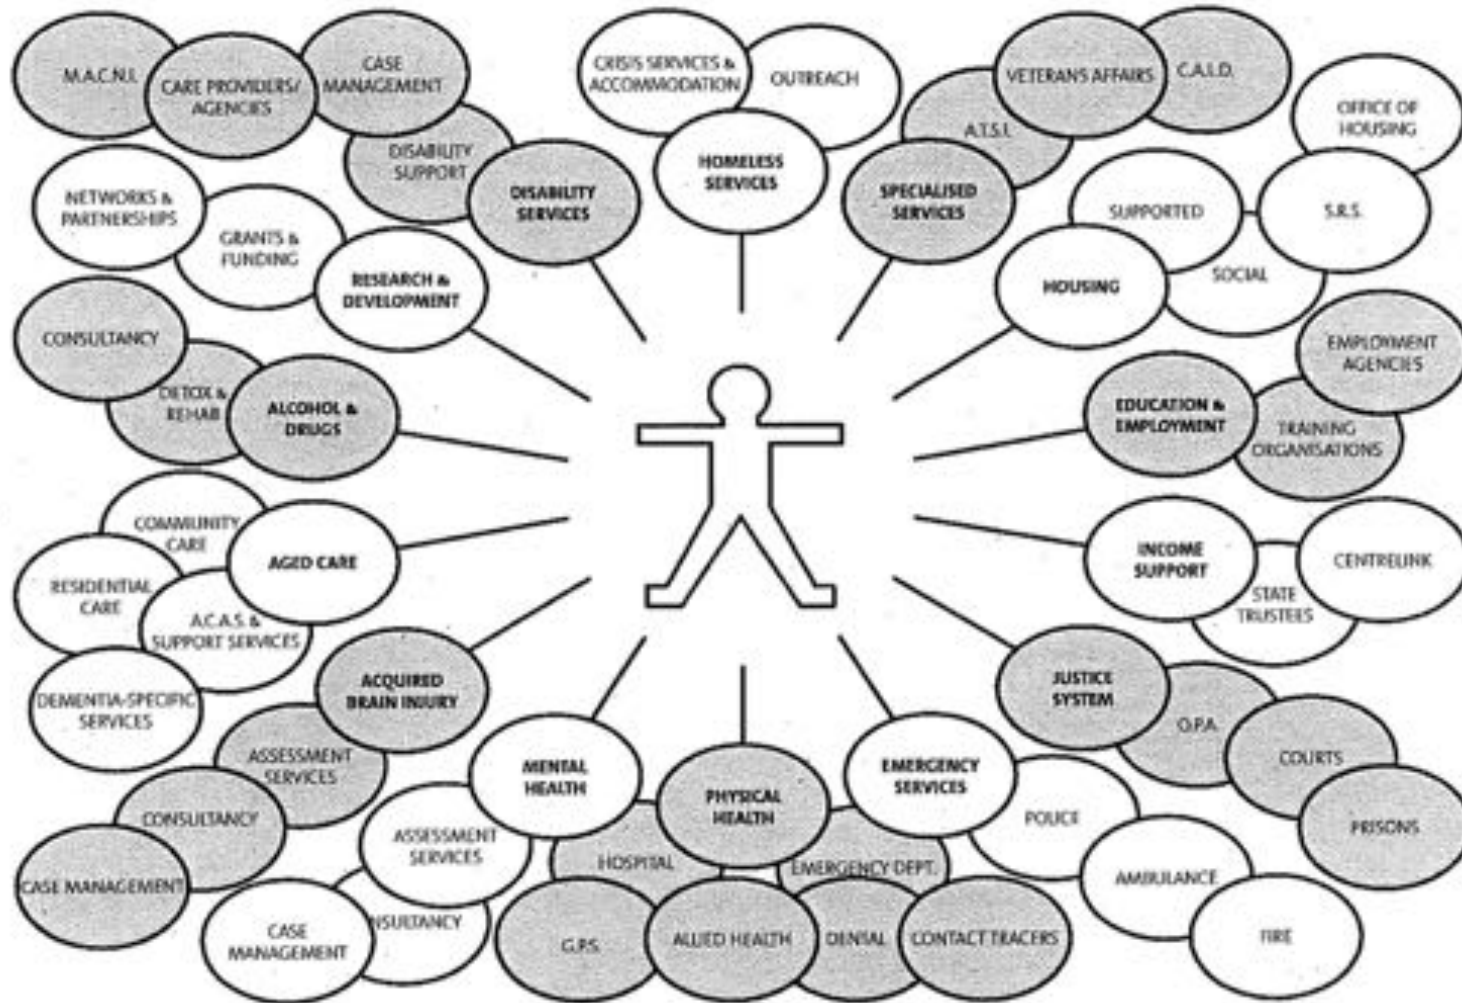 M.A.C.N.I.
CARE PROVIDERS/
AGENCIES
CASE
MANAGEMENT
DISABILITY
SUPPORT
DISABILITY
SERVICES
CRISIS SERVICES &
ACCOMMODATION
OUTREACH
HOMELESS
SERVICES
SPECIALISED
SERVICES
A.T.S.I.
VETERANS AFFAIRS
C.A.L.D.
OFFICE OF
HOUSING
S.R.S.
SUPPORTED
SOCIAL
HOUSING
NETWORKS &
PARTNERSHIPS
GRANTS &
FUNDING
RESEARCH &
DEVELOPMENT
CONSULTANCY
DETOX &
REHAB
ALCOHOL &
DRUGS
EMPLOYMENT
AGENCIES
EDUCATION &
EMPLOYMENT
TRAINING
ORGANISATIONS
COMMUNITY
CARE
AGED CARE
RESIDENTIAL
CARE
A.C.A.S. &
SUPPORT SERVICES
DEMENTIA-SPECIFIC
SERVICES
INCOME
SUPPORT
STATE
TRUSTEES
CENTRELINK
ACQUIRED
BRAIN INJURY
ASSESSMENT
SERVICES
CONSULTANCY
CASE MANAGEMENT
JUSTICE
SYSTEM
O.P.A.
COURTS
PRISONS
MENTAL
HEALTH
ASSESSMENT
SERVICES
NSULTANCY
CASE
MANAGEMENT
PHYSICAL
HEALTH
HOSPITAL
EMERGENCY DEPT.
G.P.S.
ALLIED HEALTH
DENTAL
CONTACT TRACERS
EMERGENCY
SERVICES
POLICE
AMBULANCE
FIRE